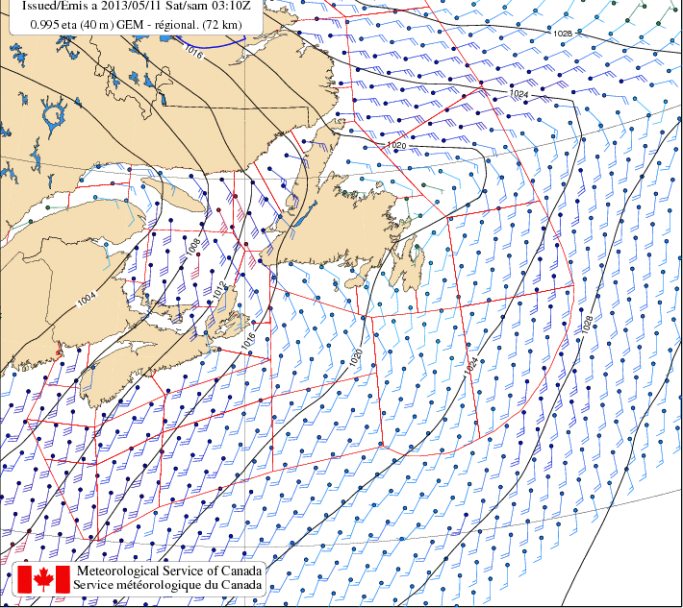 Issued/Emis a 2013/05/11 Sat/sam 03:10Z
0.995 eta (40 m) GEM - régional. (72 km)
1016
1028
1024
1020
1008
1004
1012
1016
1020
1024
1028
Meteorological Service of Canada
Service météorologique du Canada